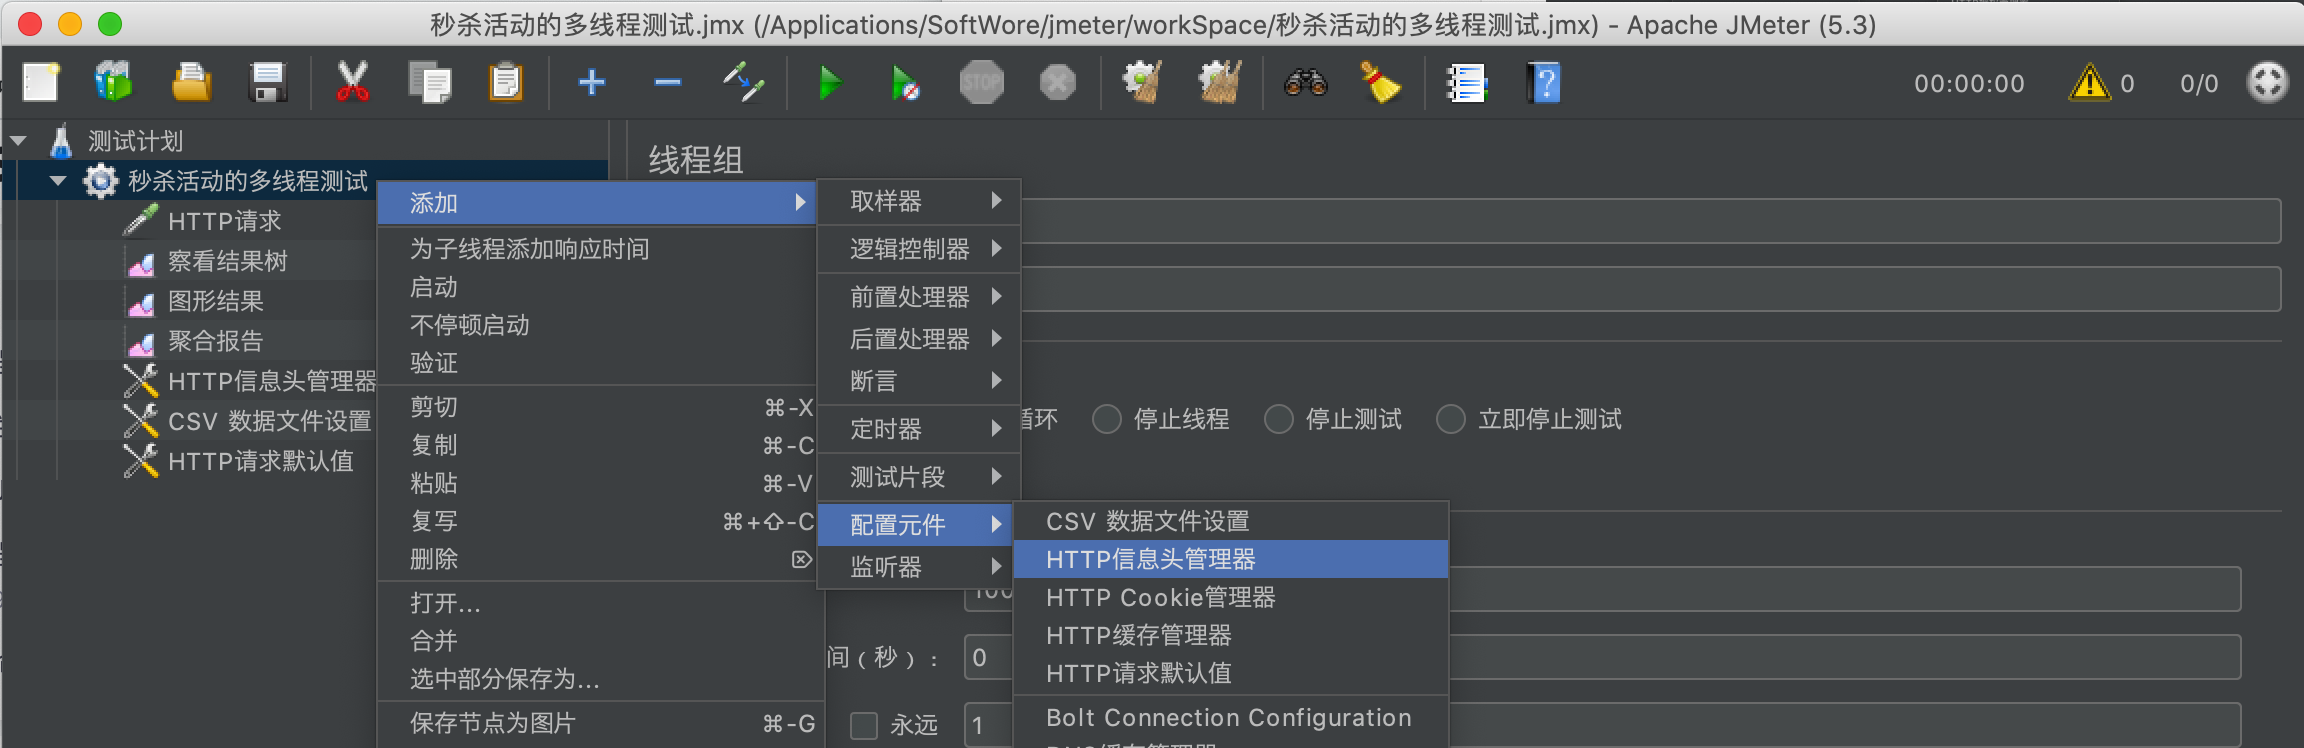 秒杀活动的多线程测试.jmx (/Applications/SoftWore/jmeter/workSpace/秒杀活动的多线程测试.jmx) - Apache JMeter (5.3)
STOP
00:00:00
0
0/0
测试计划
秒杀活动的多线程测试
HTTP请求
察看结果树
图形结果
聚合报告
HTTP信息头管理器
CSV 数据文件设置
HTTP请求默认值
线程组
添加
为子线程添加响应时间
启动
不停顿启动
验证
剪切 ⌘-X
复制 ⌘-C
粘贴 ⌘-V
复写 ⌘+⇧-C
删除 ⌦
打开...
合并
选中部分保存为...
保存节点为图片 ⌘-G
取样器
逻辑控制器
前置处理器
后置处理器
断言
定时器
测试片段
配置元件
监听器
CSV 数据文件设置
HTTP信息头管理器
HTTP Cookie管理器
HTTP缓存管理器
HTTP请求默认值
Bolt Connection Configuration
DNS缓存管理器
循环
停止线程
停止测试
立即停止测试
间（秒）：
0
永远
1